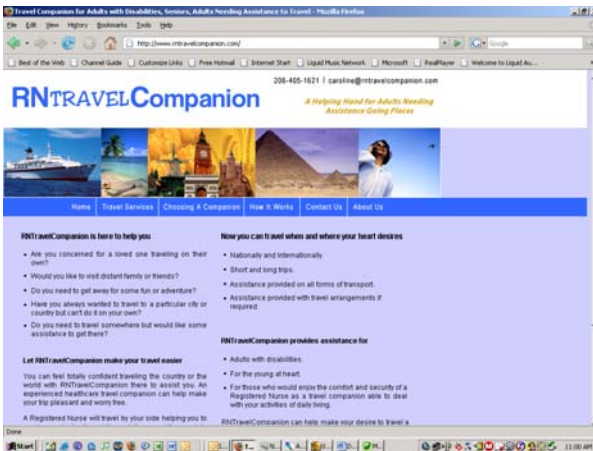 Travel Companion for Adults with Disabilities, Seniors, Adults Needing Assistance to Travel - Mozilla Firefox
File Edit View History Bookmarks Tools Help
http://www.rntravelcompanion.com/
Google
Best of the Web Channel Guide Customize Links Free Hotmail Internet Start Liquid Music Network Microsoft RealPlayer Welcome to Liquid Au...
206-405-1621 | caroline@rntravelcompanion.com
RNTRAVELCompanion
A Helping Hand for Adults Needing
Assistance Going Places
Home Travel Services Choosing A Companion How It Works Contact Us About Us
RNTravelCompanion is here to help you
• Are you concerned for a loved one traveling on their
own?
• Would you like to visit distant family or friends?
• Do you need to get away for some fun or adventure?
• Have you always wanted to travel to a particular city or
country but can't do it on your own?
• Do you need to travel somewhere but would like some
assistance to get there?
Let RNTravelCompanion make your travel easier
You can feel totally confident traveling the country or the
world with RNTravelCompanion there to assist you. An
experienced healthcare travel companion can help make
your trip pleasant and worry free.
A Registered Nurse will travel by your side helping you to
Now you can travel when and where your heart desires
• Nationally and Internationally.
• Short and long trips.
• Assistance provided on all forms of transport.
• Assistance provided with travel arrangements if
required.
RNTravelCompanion provides assistance for
• Adults with disabilities.
• For the young at heart.
• For those who would enjoy the comfort and security of a
Registered Nurse as a travel companion able to deal
with your activities of daily living.
RNTravelCompanion can help make your desire to travel a
Done
Start
11:00 AM